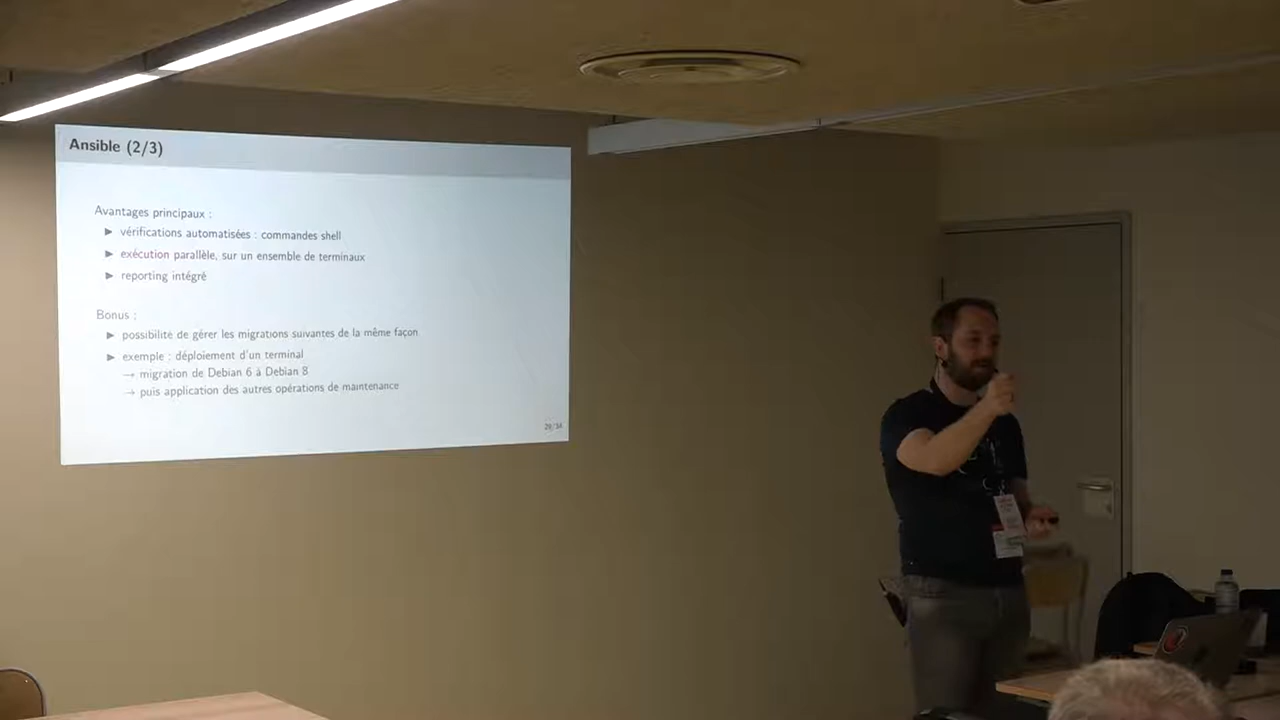 Ansible (2/3)
Avantages principaux :
▶ vérifications automatisées : commandes shell
▶ exécution parallèle, sur un ensemble de terminaux
▶ reporting intégré
Bonus :
▶ possibilité de gérer les migrations suivantes de la même façon
▶ exemple : déploiement d'un terminal
→ migration de Debian 6 à Debian 8
→ puis application des autres opérations de maintenance